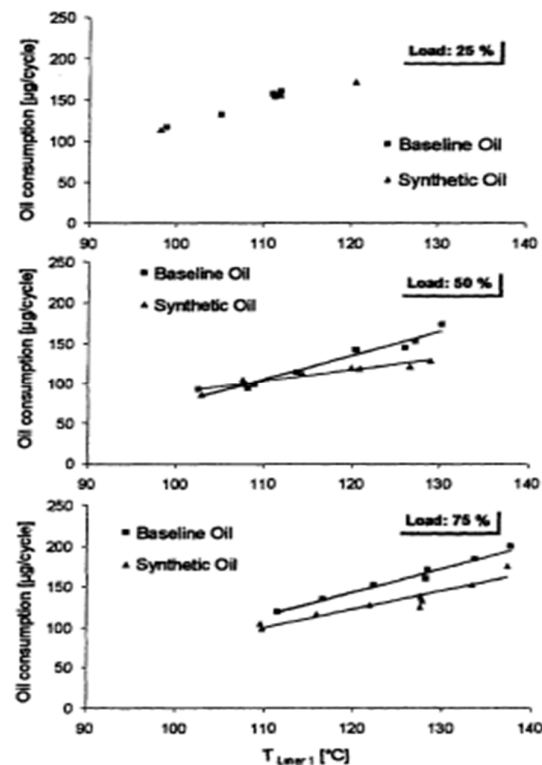 250
200
150
100
50
0
Oil consumption [µg/cycle]
Load: 25 %
Baseline Oil
Synthetic Oil
90 100 110 120 130 140
Baseline Oil
Synthetic Oil
Load: 50 %
250
200
150
100
50
0
Oil consumption [µg/cycle]
90 100 110 120 130 140
Load: 75 %
Baseline Oil
Synthetic Oil
250
200
150
100
50
0
Oil consumption [µg/cycle]
90 100 110 120 130 140
T Liner 1 [°C]